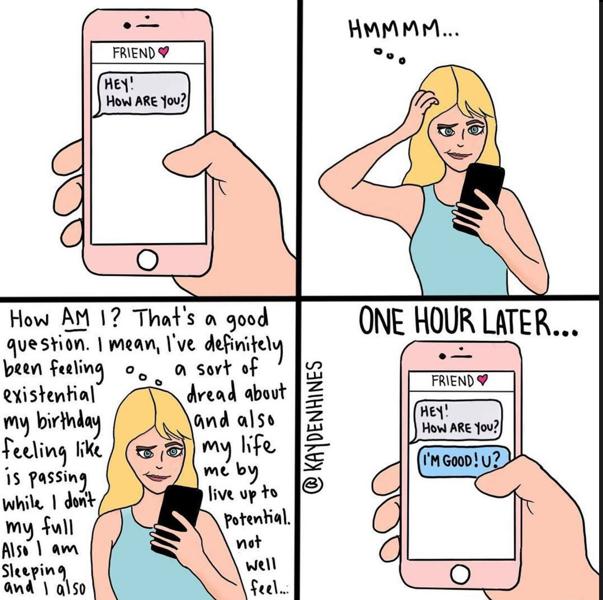 FRIEND
HEY!
HOW ARE YOU?
HMMMM...
How AM I? That's a good
question. I mean, I've definitely
been feeling a sort of
existential dread about
my birthday and also
feeling like my life
is passing me by
while I don't live up to
my full potential.
Also I am not
Sleeping well
and I also feel...
ONE HOUR LATER...
FRIEND
HEY!
HOW ARE YOU?
I'M GOOD! U?
@KAYDENHINES